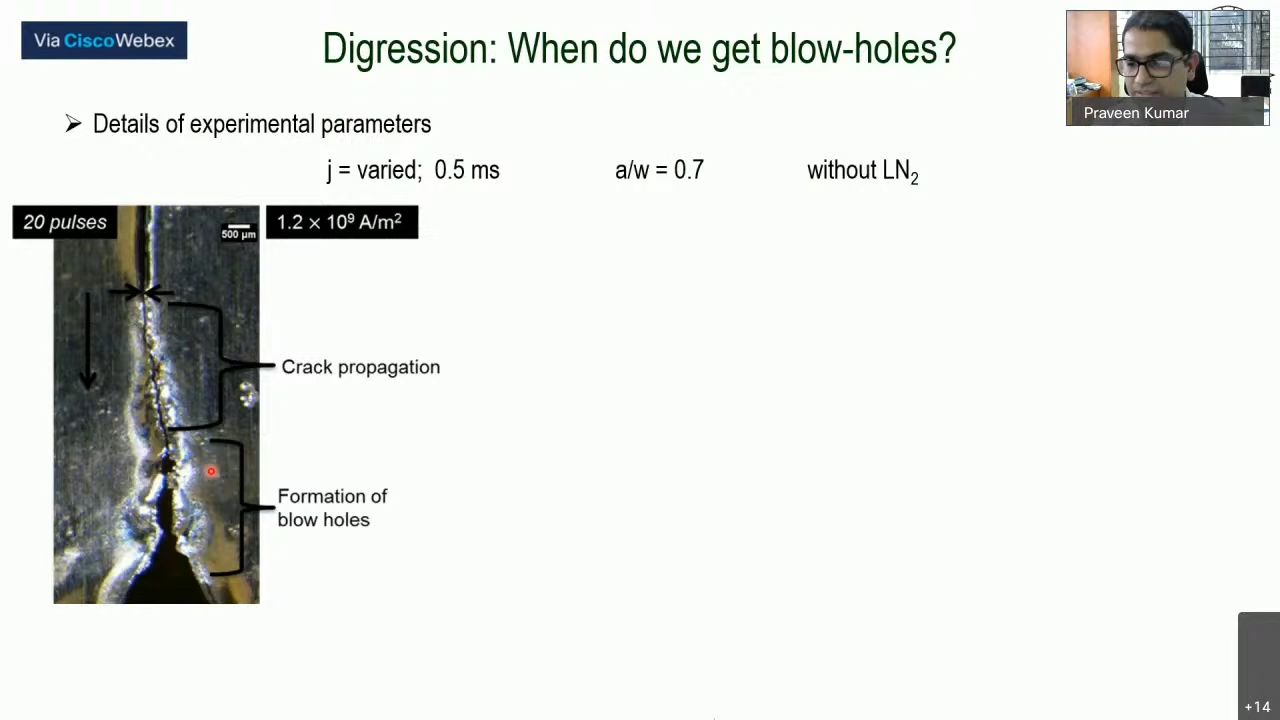 Via CiscoWebex
Digression: When do we get blow-holes?
Praveen Kumar
➢ Details of experimental parameters
j = varied; 0.5 ms a/w = 0.7 without LN₂
20 pulses
500 µm
1.2 × 10⁹ A/m²
Crack propagation
Formation of
blow holes
+14